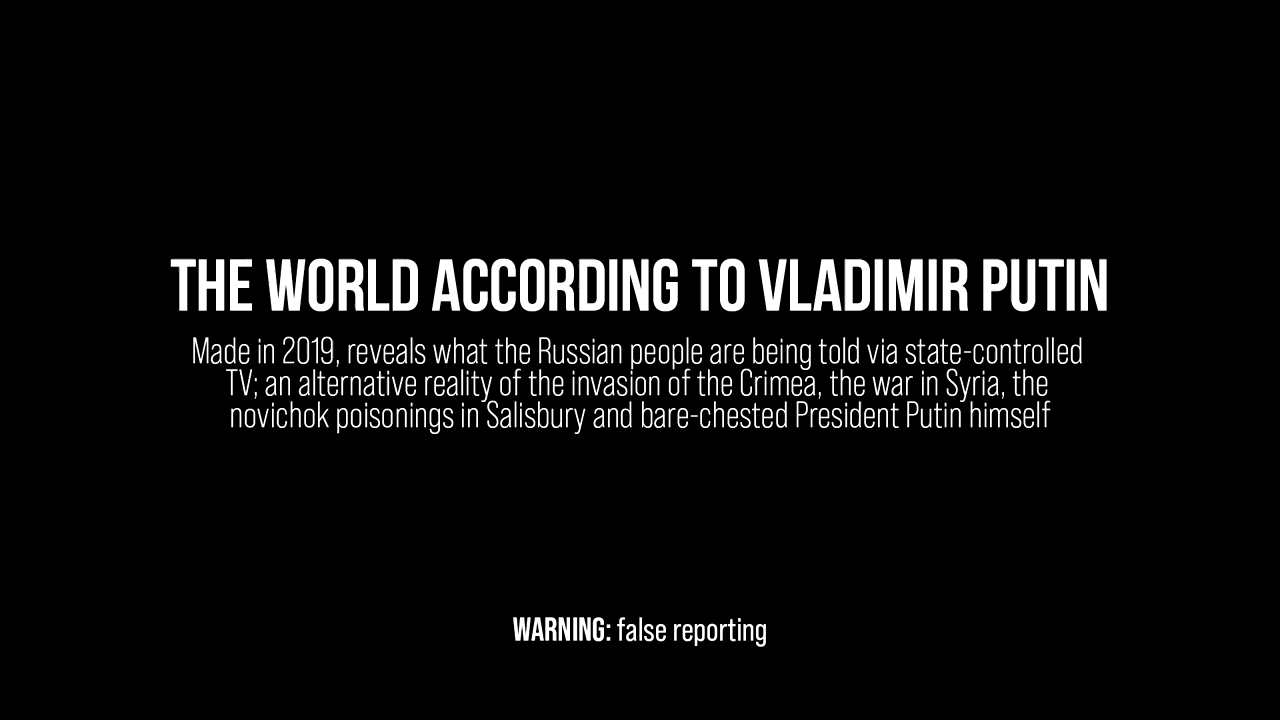 THE WORLD ACCORDING TO VLADIMIR PUTIN
Made in 2019, reveals what the Russian people are being told via state-controlled
TV; an alternative reality of the invasion of the Crimea, the war in Syria, the
novichok poisonings in Salisbury and bare-chested President Putin himself
WARNING: false reporting